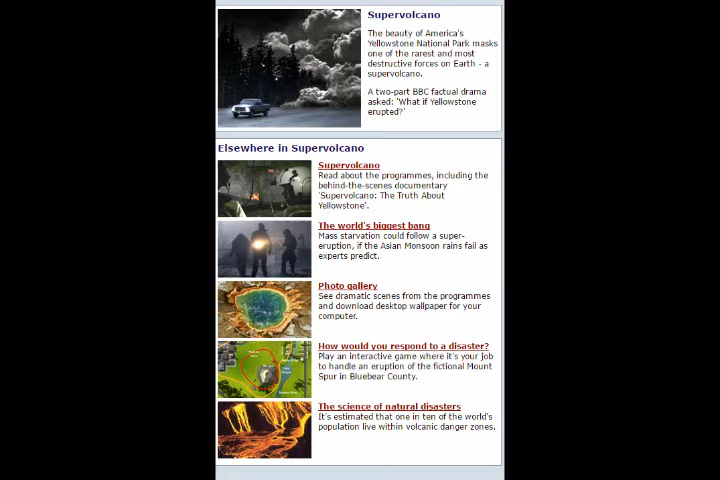 Supervolcano
The beauty of America's
Yellowstone National Park masks
one of the rarest and most
destructive forces on Earth - a
supervolcano.
A two-part BBC factual drama
asked: 'What if Yellowstone
erupted?'
Elsewhere in Supervolcano
Supervolcano
Read about the programmes, including the
behind-the-scenes documentary
'Supervolcano: The Truth About
Yellowstone'.
The world's biggest bang
Mass starvation could follow a super-
eruption, if the Asian Monsoon rains fail as
experts predict.
Photo gallery
See dramatic scenes from the programmes
and download desktop wallpaper for your
computer.
How would you respond to a disaster?
Play an interactive game where it's your job
to handle an eruption of the fictional Mount
Spur in Bluebear County.
The science of natural disasters
It's estimated that one in ten of the world's
population live within volcanic danger zones.